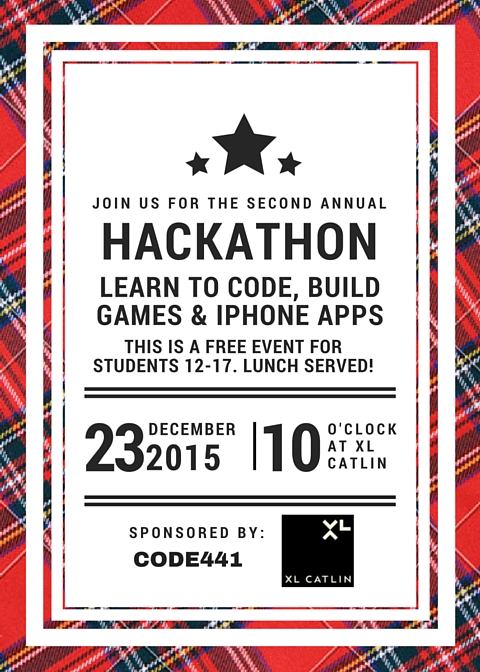 JOIN US FOR THE SECOND ANNUAL
HACKATHON
LEARN TO CODE, BUILD
GAMES & IPHONE APPS
THIS IS A FREE EVENT FOR
STUDENTS 12-17. LUNCH SERVED!
23 DECEMBER 2015
10 O'CLOCK
AT XL
CATLIN
SPONSORED BY:
CODE441
XL
XL CATLIN